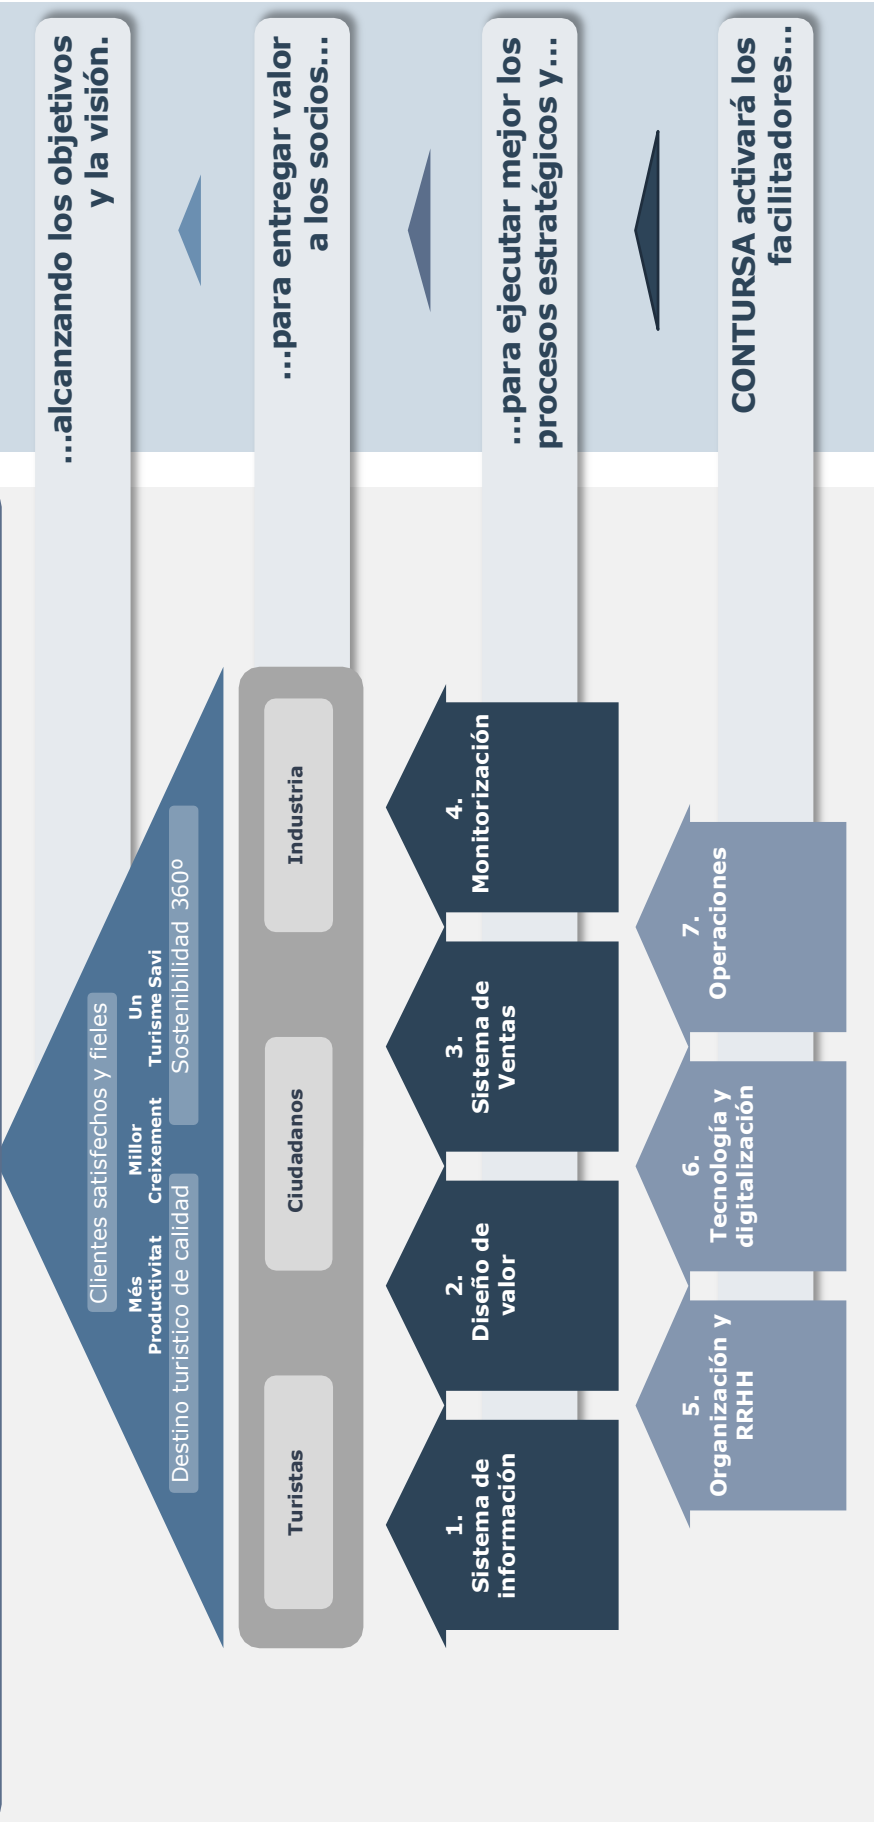 Clientes satisfechos y fieles
Més
Productivitat
Millor
Creixement
Un
Turisme Savi
Destino turistico de calidad
Sostenibilidad 360º
...alcanzando los objetivos
y la visión.
Turistas
Ciudadanos
Industria
...para entregar valor
a los socios...
1.
Sistema de
información
2.
Diseño de
valor
3.
Sistema de
Ventas
4.
Monitorización
...para ejecutar mejor los
procesos estratégicos y...
5.
Organización y
RRHH
6.
Tecnología y
digitalización
7.
Operaciones
CONTURSA activará los
facilitadores...